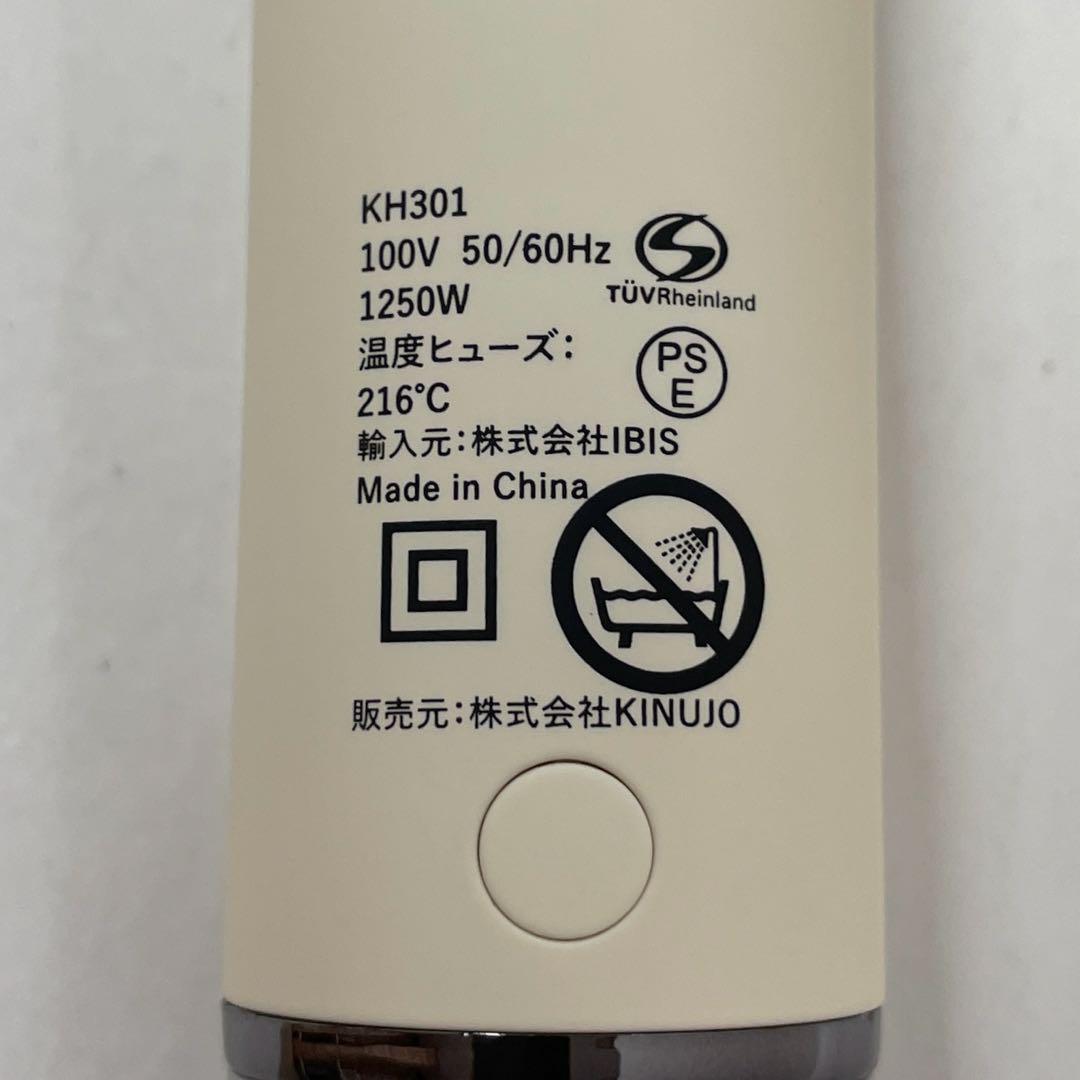 KH301
100V 50/60Hz
1250W
TÜVRheinland
温度ヒューズ：
216℃
PS
E
輸入元：株式会社IBIS
Made in China
販売元：株式会社KINUJO